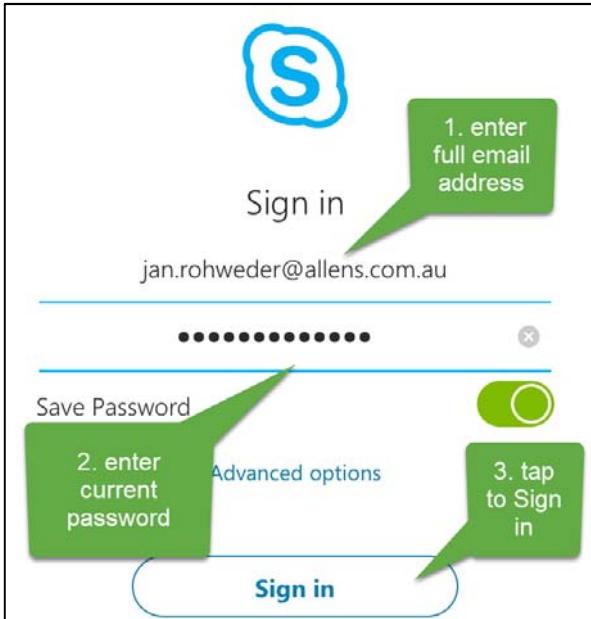 S
1. enter
full email
address
Sign in
jan.rohweder@allens.com.au
Save Password
2. enter
current
password
Advanced options
3. tap
to Sign
in
Sign in